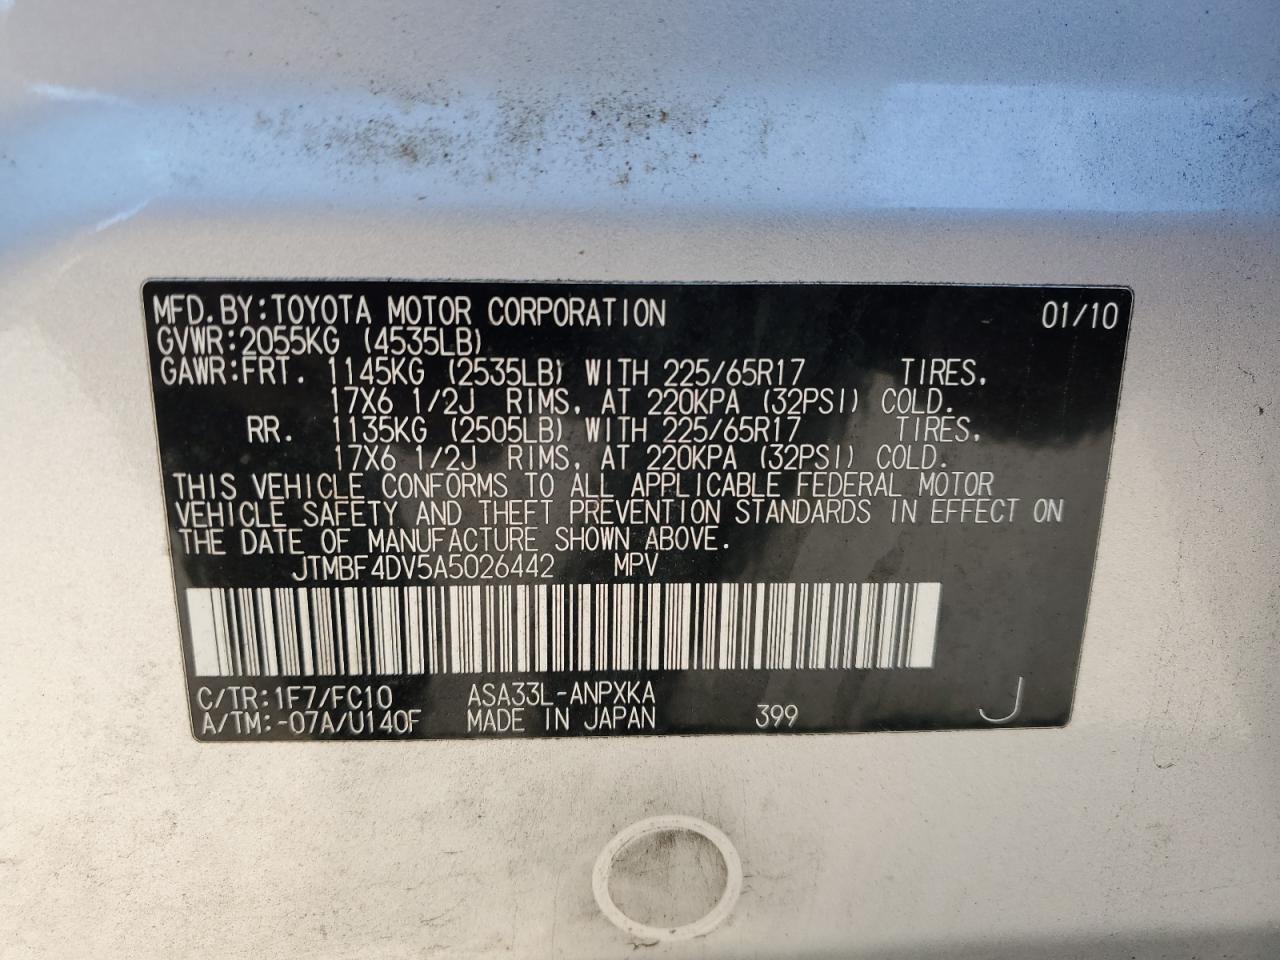 MFD.BY:TOYOTA MOTOR CORPORATION 01/10
GVWR:2055KG (4535LB)
GAWR:FRT. 1145KG (2535LB) WITH 225/65R17 TIRES,
17X6 1/2J RIMS, AT 220KPA (32PSI) COLD.
RR. 1135KG (2505LB) WITH 225/65R17 TIRES,
17X6 1/2J RIMS, AT 220KPA (32PSI) COLD.
THIS VEHICLE CONFORMS TO ALL APPLICABLE FEDERAL MOTOR
VEHICLE SAFETY AND THEFT PREVENTION STANDARDS IN EFFECT ON
THE DATE OF MANUFACTURE SHOWN ABOVE.
JTMBF4DV5A5026442 MPV
C/TR:1F7/FC10 ASA33L-ANPXKA
A/TM:-07A/U140F MADE IN JAPAN 399 J